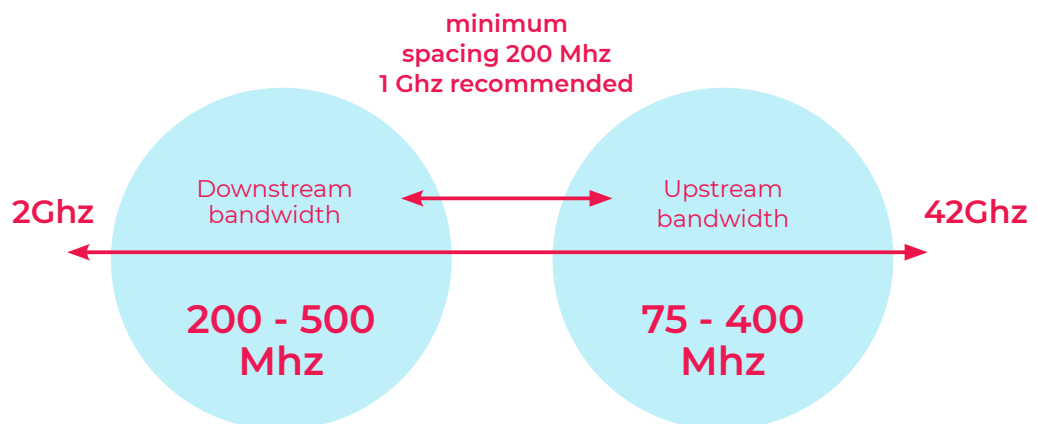 minimum
spacing 200 Mhz
1 Ghz recommended
Downstream
bandwidth
Upstream
bandwidth
2Ghz
42Ghz
200 - 500
Mhz
75 - 400
Mhz